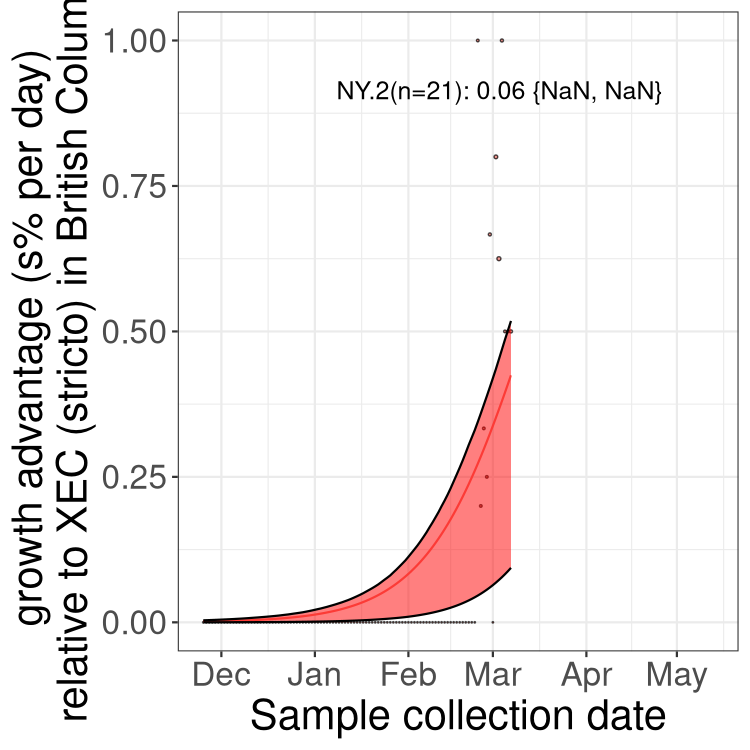 growth advantage (s% per day)
relative to XEC (stricto) in British Colum
1.00
0.75
0.50
0.25
0.00
NY.2(n=21): 0.06 {NaN, NaN}
Dec Jan Feb Mar Apr May
Sample collection date